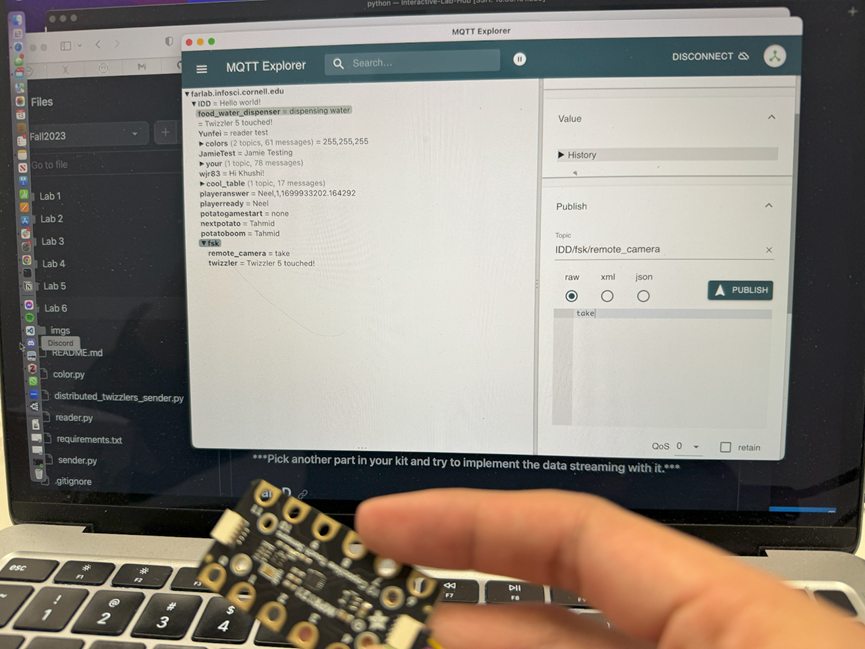 python — Interactive-Lab-Hub
MQTT Explorer
MQTT Explorer
Search...
DISCONNECT
Files
Fall2023
Go to file
Lab 1
Lab 2
Lab 3
Lab 4
Lab 5
Lab 6
imgs
Discord
README.md
color.py
distributed_twizzlers_sender.py
reader.py
requirements.txt
sender.py
.gitignore
▼farlab.infosci.cornell.edu
▼IDD = Hello world!
food_water_dispenser = dispensing water
= Twizzler 5 touched!
Yunfei = reader test
▶colors (2 topics, 61 messages) = 255,255,255
JamieTest = Jamie Testing
▶your (1 topic, 78 messages)
wjr83 = Hi Khushi!
▶cool_table (1 topic, 17 messages)
playeranswer = Neel,1,1699933202.164292
playerready = Neel
potatogamestart = none
nextpotato = Tahmid
potatoboom = Tahmid
▼fsk
remote_camera = take
twizzler = Twizzler 5 touched!
Value
▶ History
Publish
Topic
IDD/fsk/remote_camera
raw xml json
PUBLISH
take
QoS 0 retain
***Pick another part in your kit and try to implement the data streaming with it.***
esc F1 F2 F7 F8
! @ # $
1 2 3 4